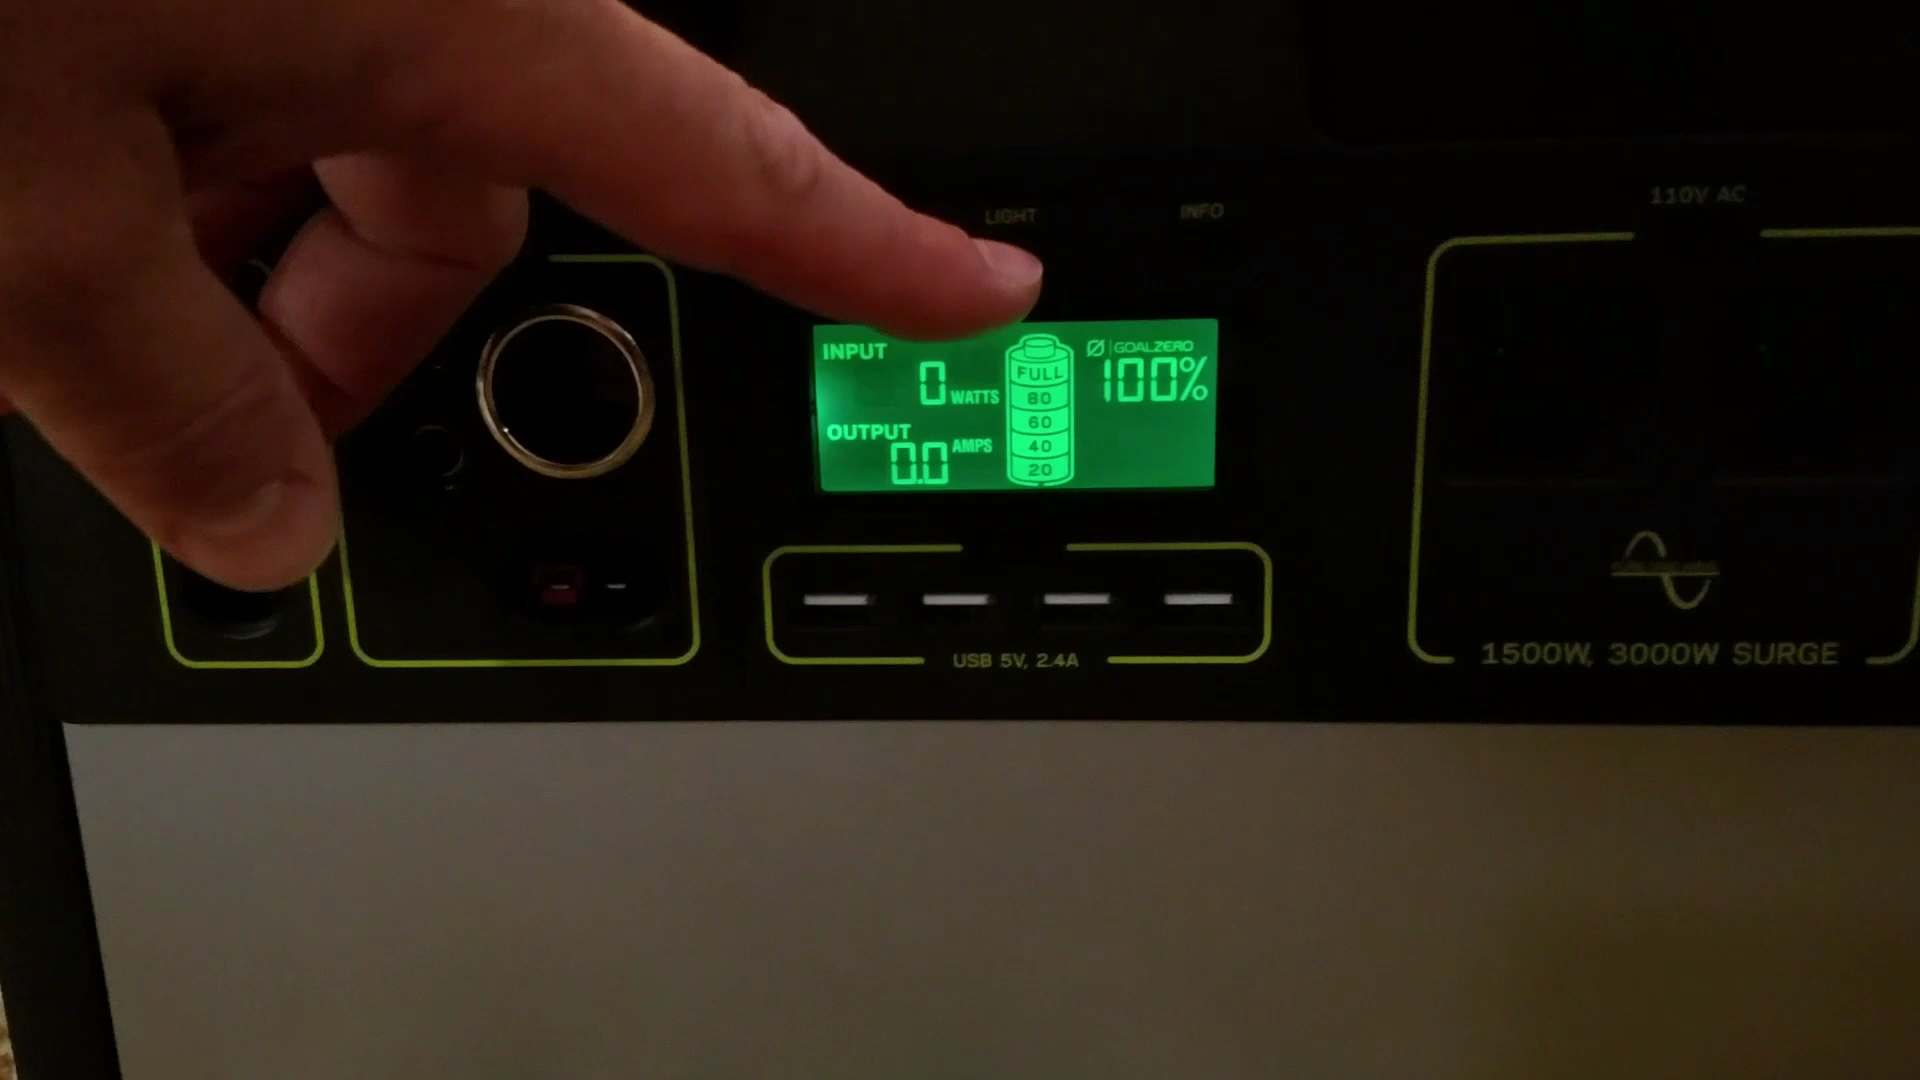 LIGHT
INFO
110V AC
INPUT
0 WATTS
OUTPUT
0.0 AMPS
FULL
80
60
40
20
GOALZERO
100%
USB 5V, 2.4A
1500W, 3000W SURGE